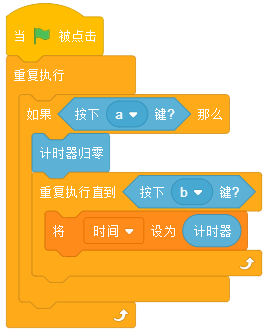 当 被点击
重复执行
如果 按下 a 键? 那么
计时器归零
重复执行直到 按下 b 键?
将 时间 设为 计时器